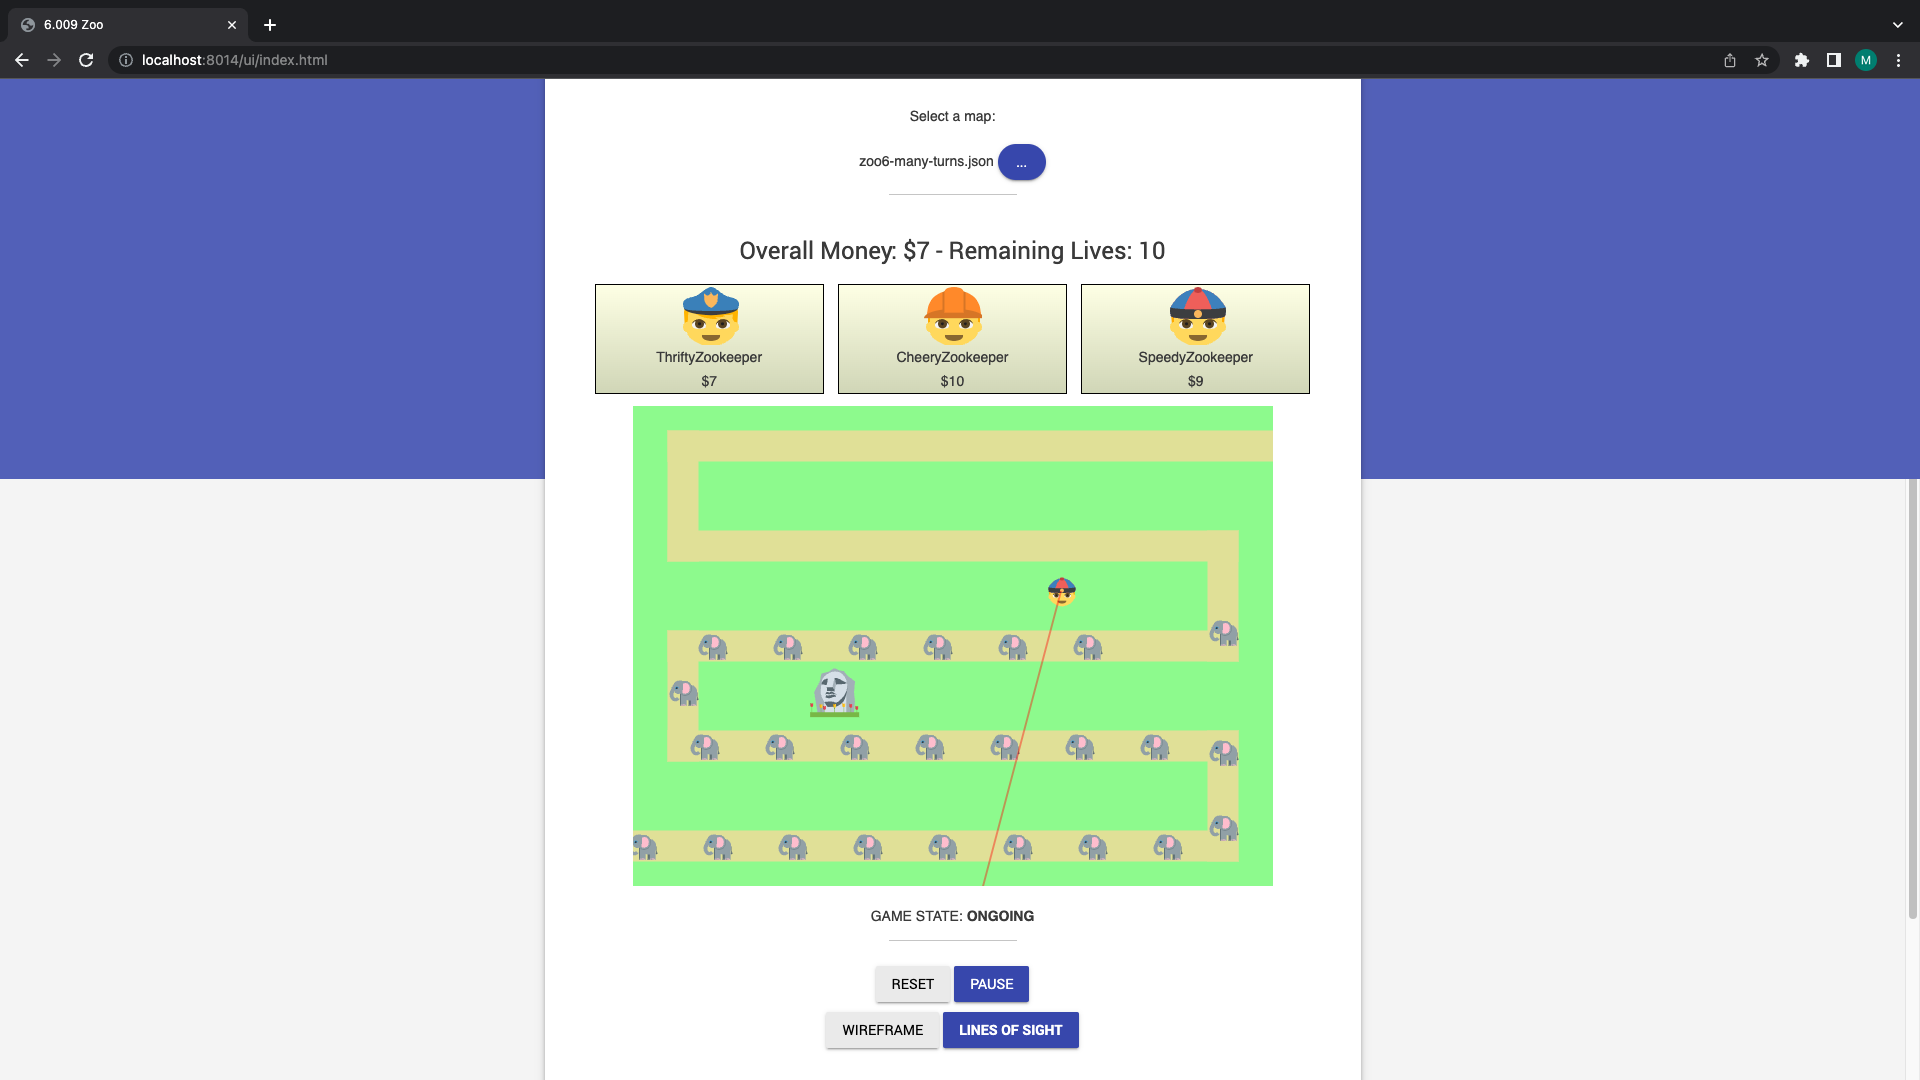 6.009 Zoo
localhost:8014/ui/index.html
M
Select a map:
zoo6-many-turns.json ...
Overall Money: $7 - Remaining Lives: 10
ThriftyZookeeper
$7
CheeryZookeeper
$10
SpeedyZookeeper
$9
GAME STATE: ONGOING
RESET PAUSE
WIREFRAME LINES OF SIGHT